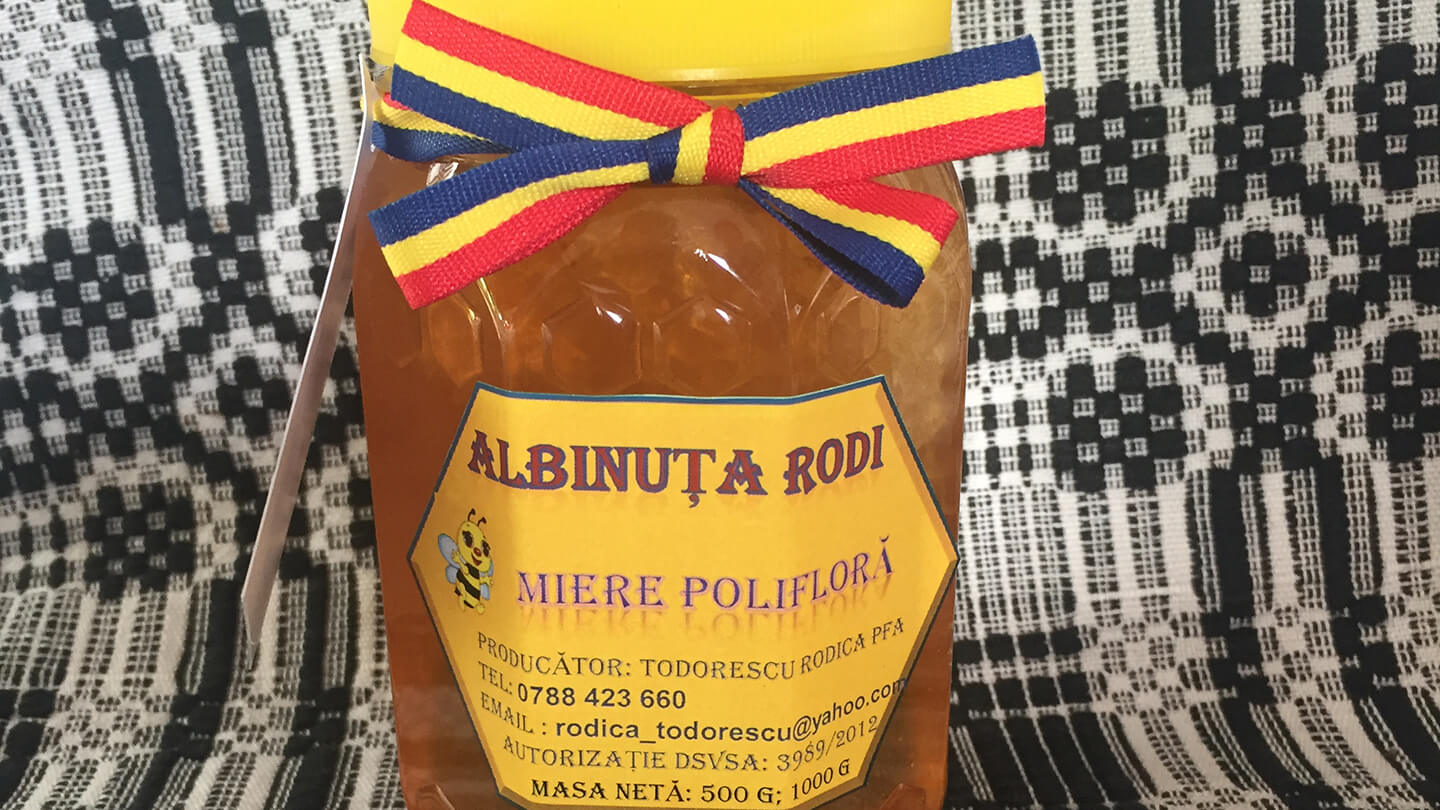 ALBINUȚA RODI
MIERE POLIFLORĂ
PRODUCĂTOR: TODORESCU RODICA PFA
TEL: 0788 423 660
EMAIL : rodica_todorescu@yahoo.com
AUTORIZAȚIE DSVSA: 3989/2012
MASA NETĂ: 500 G; 1000 G